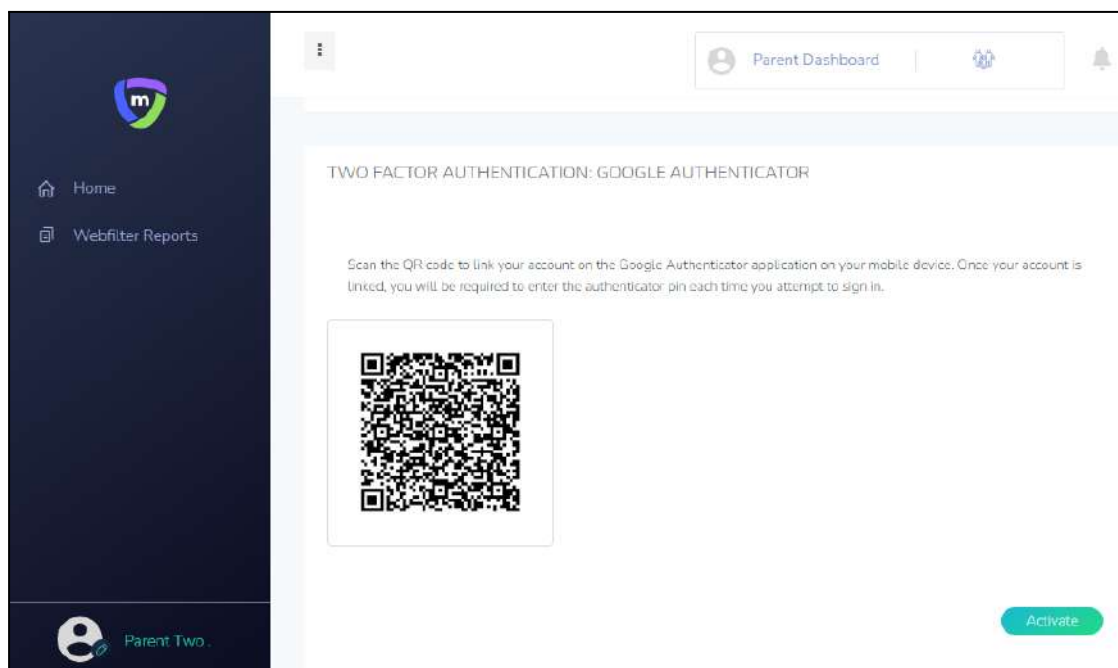 m
Parent Dashboard
Home
Webfilter Reports
TWO FACTOR AUTHENTICATION: GOOGLE AUTHENTICATOR
Scan the QR code to link your account on the Google Authenticator application on your mobile device. Once your account is
linked, you will be required to enter the authenticator pin each time you attempt to sign in.
Activate
Parent Two .